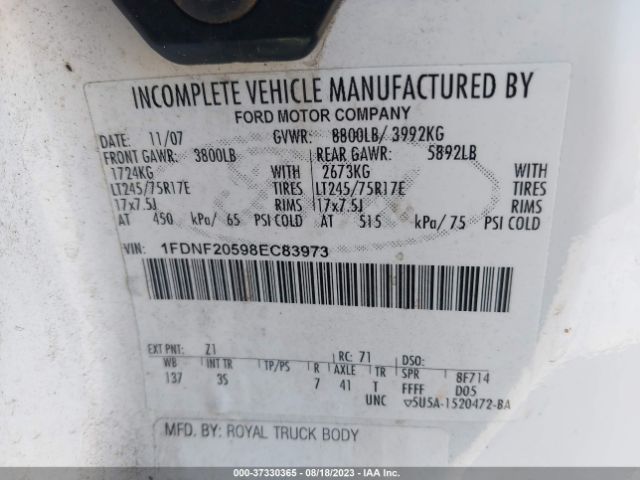 INCOMPLETE VEHICLE MANUFACTURED BY
FORD MOTOR COMPANY
DATE: 11/07 GVWR: 8800LB/ 3992KG
FRONT GAWR: 3800LB REAR GAWR: 5892LB
1724KG WITH 2673KG WITH
LT245/75R17E TIRES LT245/75R17E TIRES
17x7.5J RIMS 17x7.5J RIMS
AT 450 kPa/ 65 PSI COLD AT 515 kPa/ 75 PSI COLD
VIN: 1FDNF20598EC83973
EXT PNT: Z1 RC: 71 DSO:
WB INT TR TP/PS R AXLE TR SPR 8F714
137 3S 7 41 T FFFF D05
UNC ▽5U5A-1520472-BA
MFD. BY: ROYAL TRUCK BODY
000-37330365 - 08/18/2023 - IAA Inc.